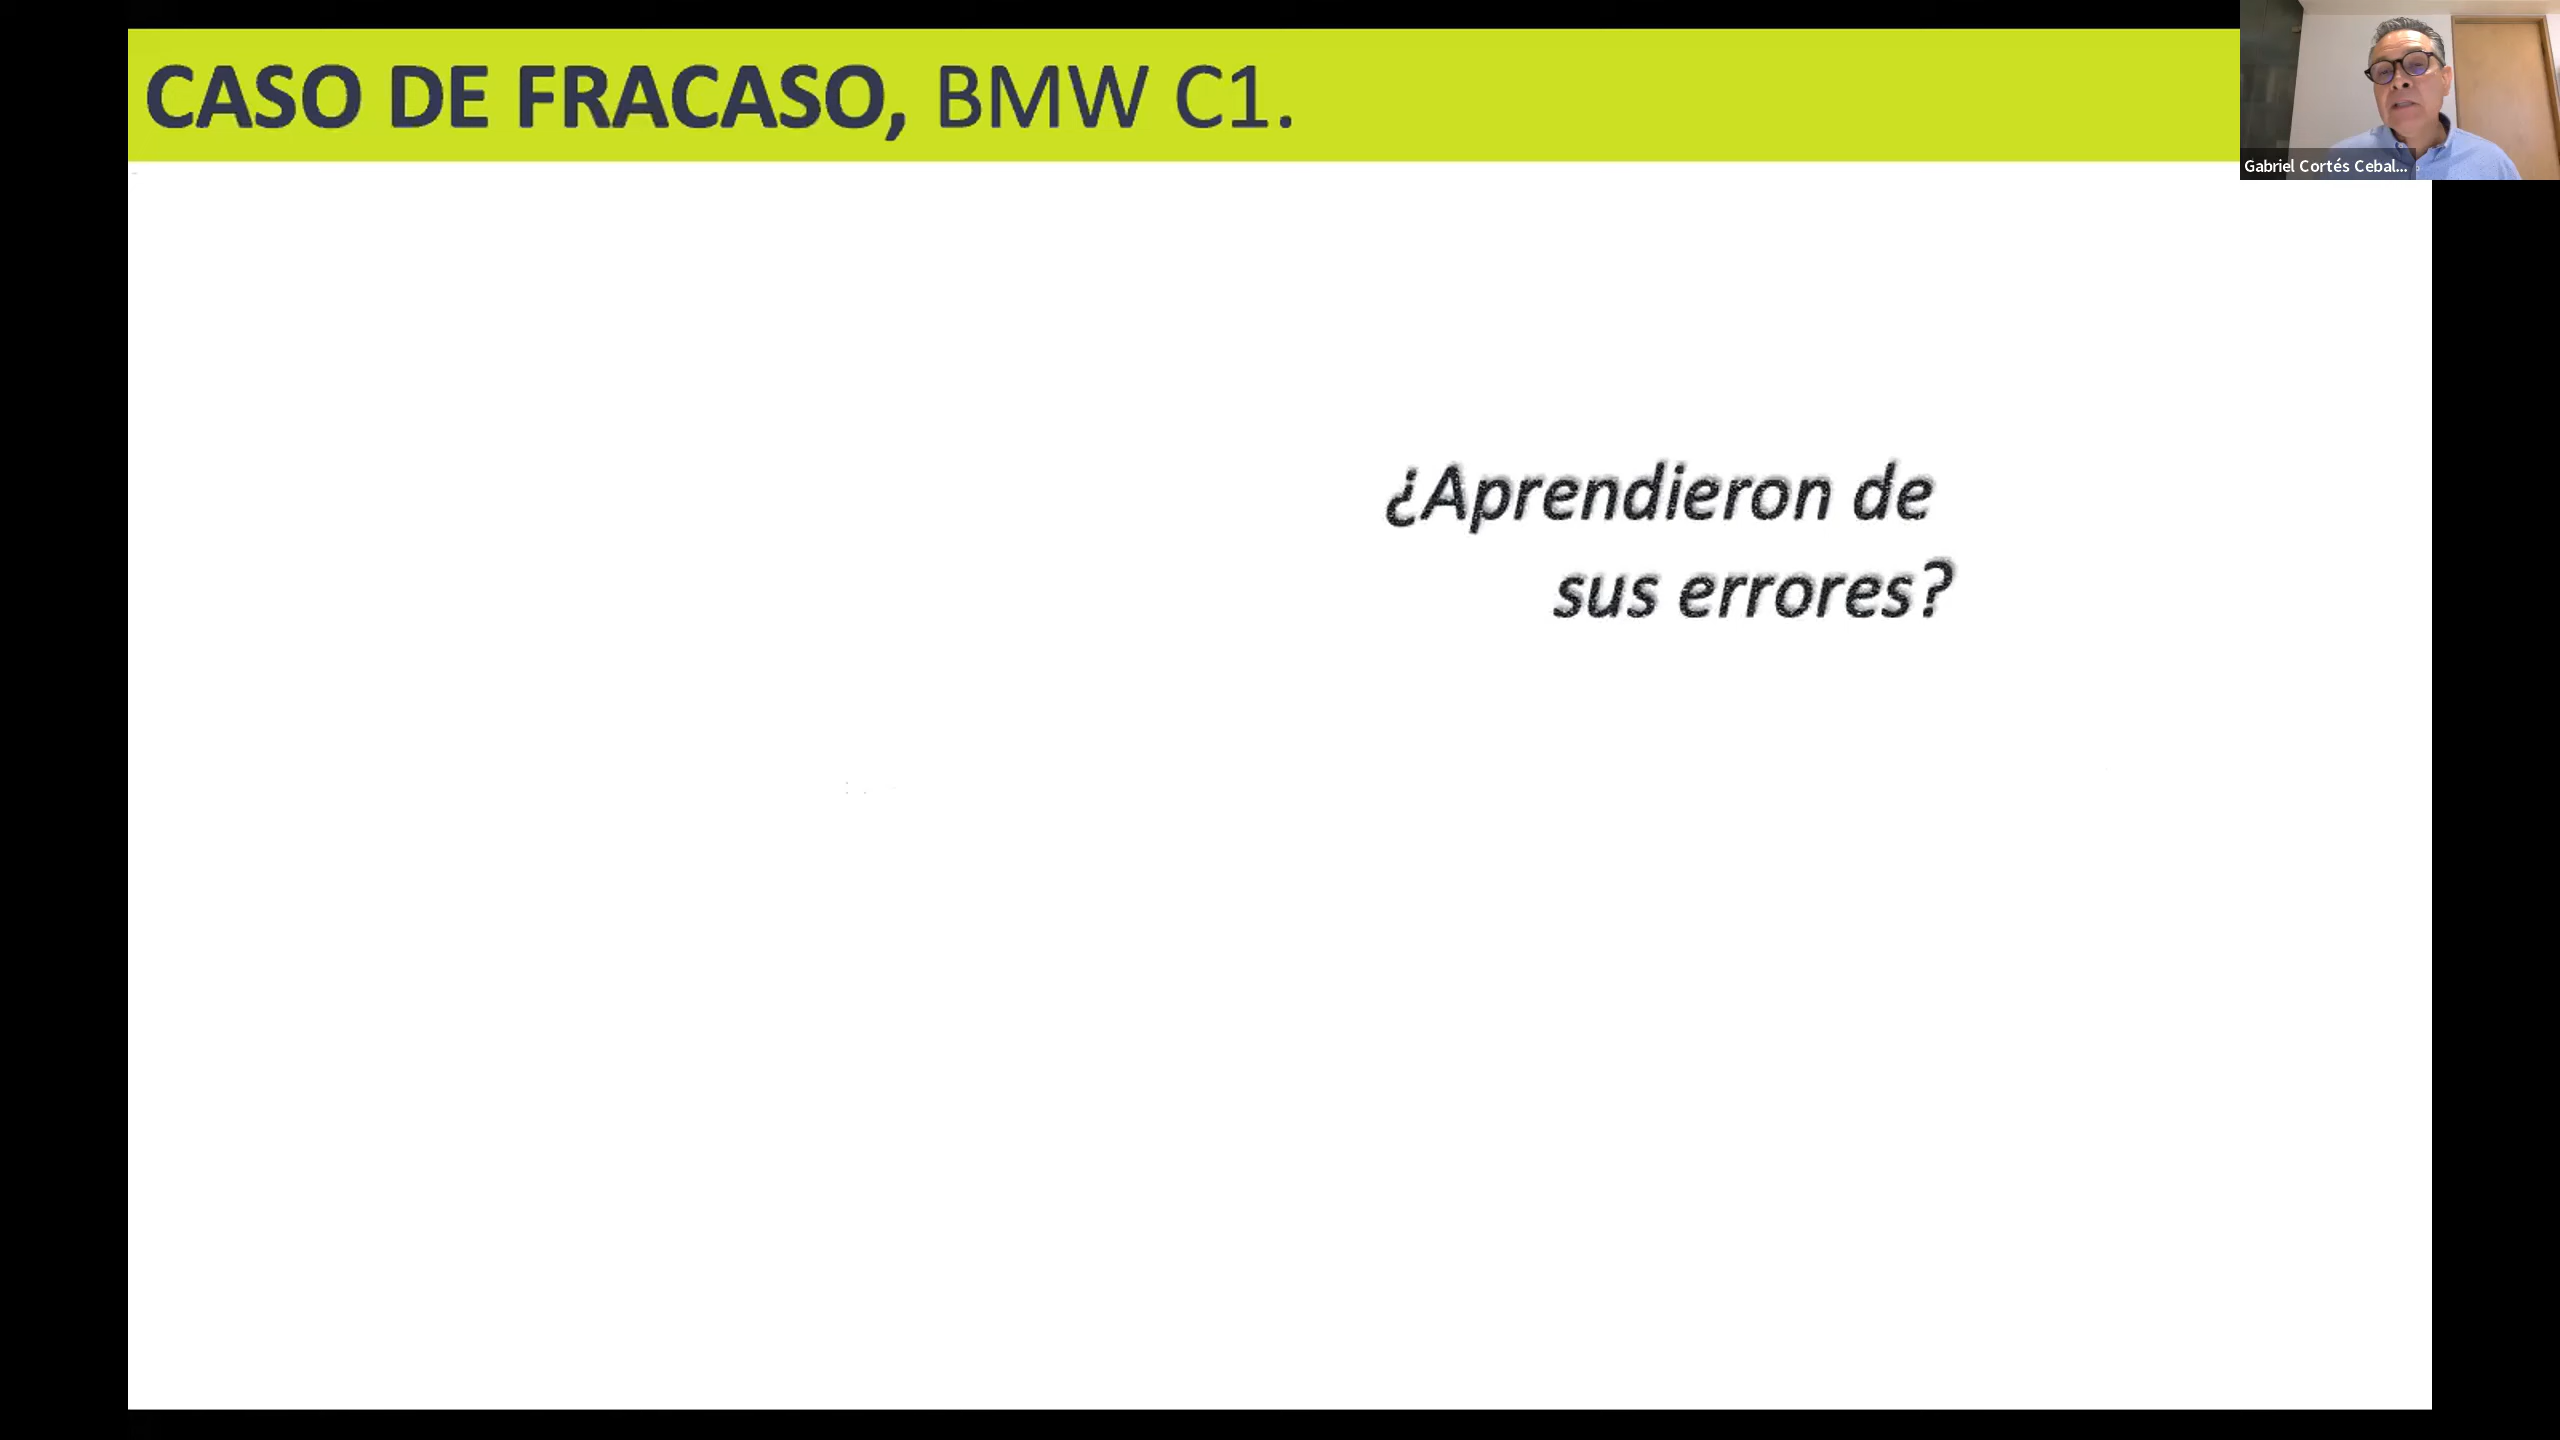 CASO DE FRACASO, BMW C1.
Gabriel Cortés Cebal...
¿Aprendieron de
sus errores?